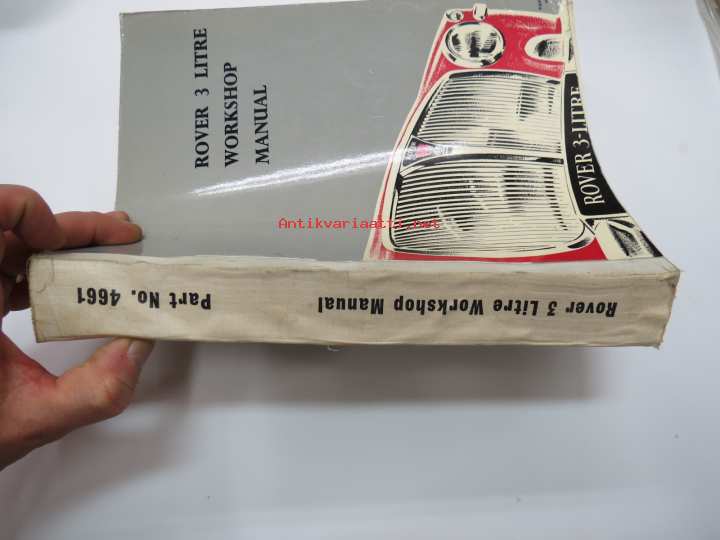 ROVER 3 LITRE
WORKSHOP
MANUAL
ROVER 3-LITRE
Antikvariaatti.net
Rover 3 Litre Workshop Manual
Part No. 4661